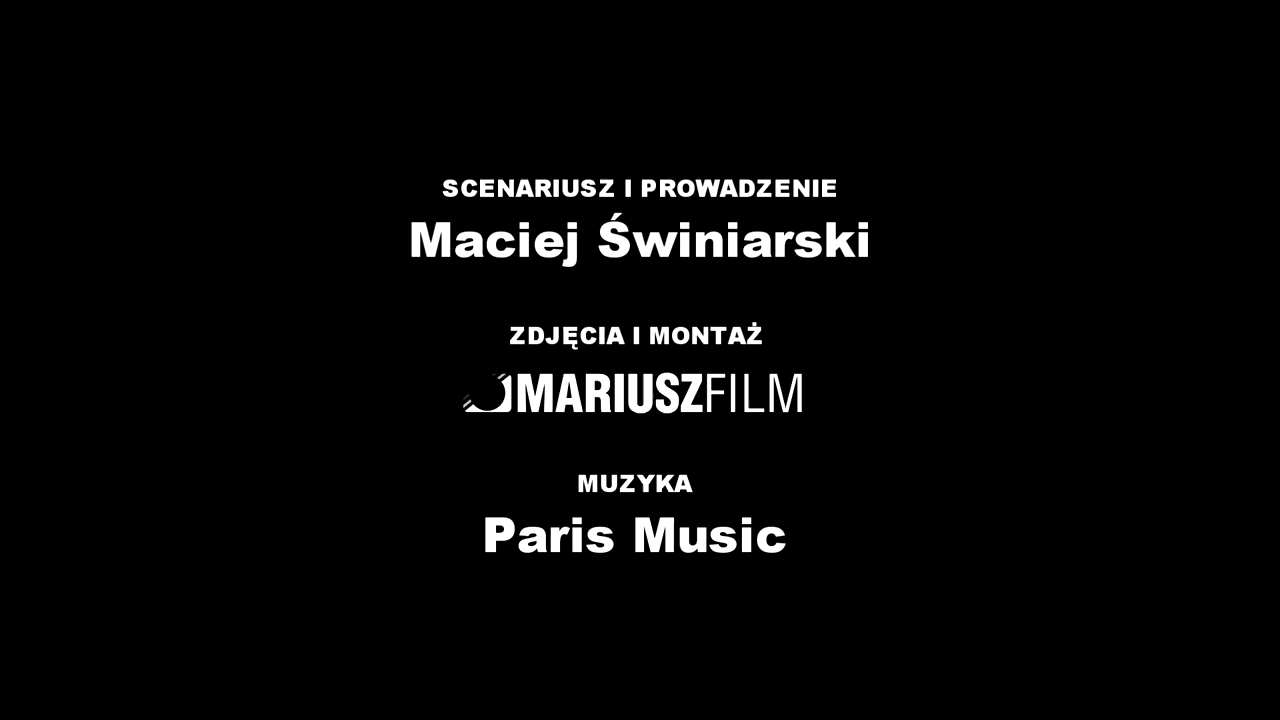 SCENARIUSZ I PROWADZENIE
Maciej Świniarski
ZDJĘCIA I MONTAŻ
MARIUSZFILM
MUZYKA
Paris Music